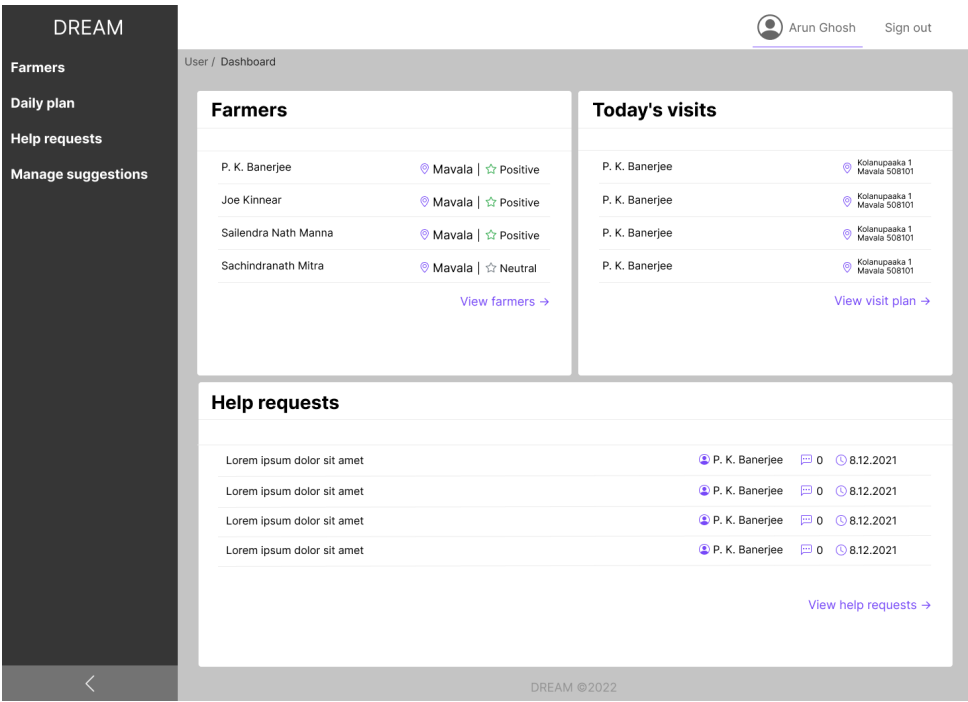 DREAM
Arun Ghosh
Sign out
Farmers
Daily plan
Help requests
Manage suggestions
User / Dashboard
Farmers
P. K. Banerjee Mavala | Positive
Joe Kinnear Mavala | Positive
Sailendra Nath Manna Mavala | Positive
Sachindranath Mitra Mavala | Neutral
View farmers →
Today's visits
P. K. Banerjee
Kolanupaaka 1
Mavala 508101
P. K. Banerjee
Kolanupaaka 1
Mavala 508101
P. K. Banerjee
Kolanupaaka 1
Mavala 508101
P. K. Banerjee
Kolanupaaka 1
Mavala 508101
View visit plan →
Help requests
Lorem ipsum dolor sit amet P. K. Banerjee 0 8.12.2021
Lorem ipsum dolor sit amet P. K. Banerjee 0 8.12.2021
Lorem ipsum dolor sit amet P. K. Banerjee 0 8.12.2021
Lorem ipsum dolor sit amet P. K. Banerjee 0 8.12.2021
View help requests →
DREAM ©2022